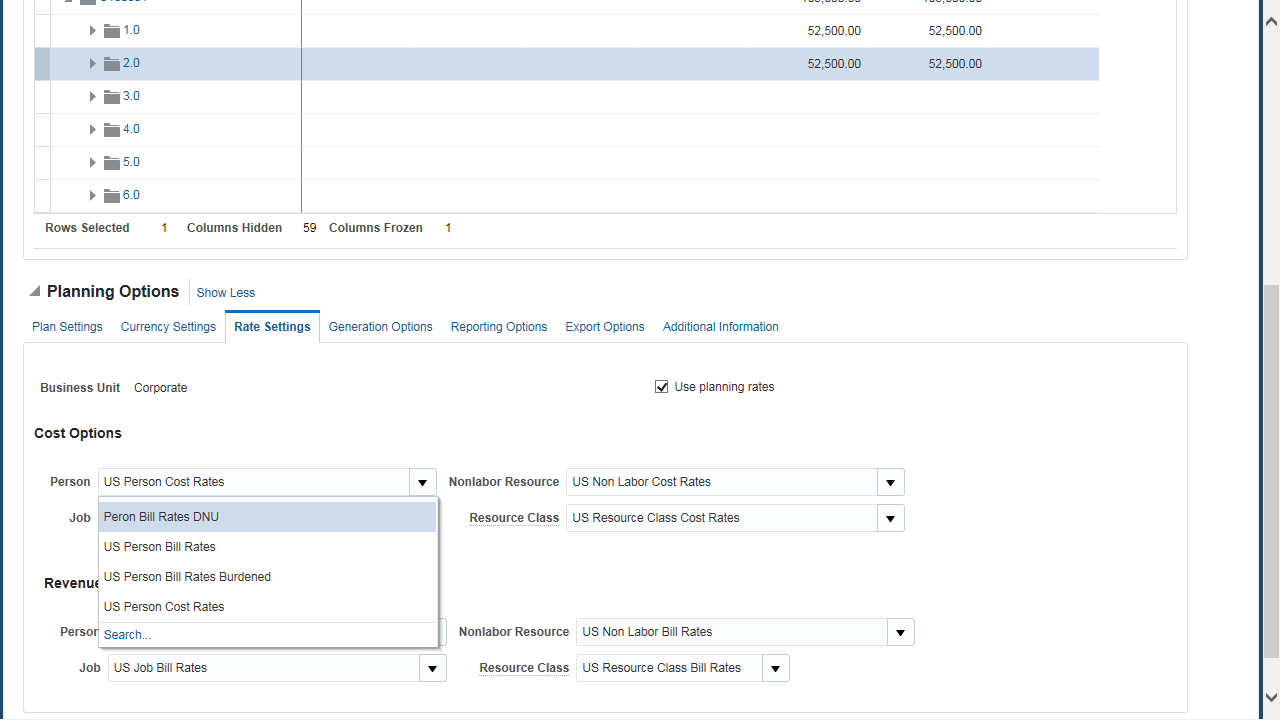 1.0 52,500.00 52,500.00
2.0 52,500.00 52,500.00
3.0
4.0
5.0
6.0
Rows Selected 1 Columns Hidden 59 Columns Frozen 1
Planning Options Show Less
Plan Settings Currency Settings Rate Settings Generation Options Reporting Options Export Options Additional Information
Business Unit Corporate Use planning rates
Cost Options
Person US Person Cost Rates Nonlabor Resource US Non Labor Cost Rates
Job Peron Bill Rates DNU Resource Class US Resource Class Cost Rates
US Person Bill Rates
US Person Bill Rates Burdened
Revenue
US Person Cost Rates
Search...
Person Nonlabor Resource US Non Labor Bill Rates
Job US Job Bill Rates Resource Class US Resource Class Bill Rates